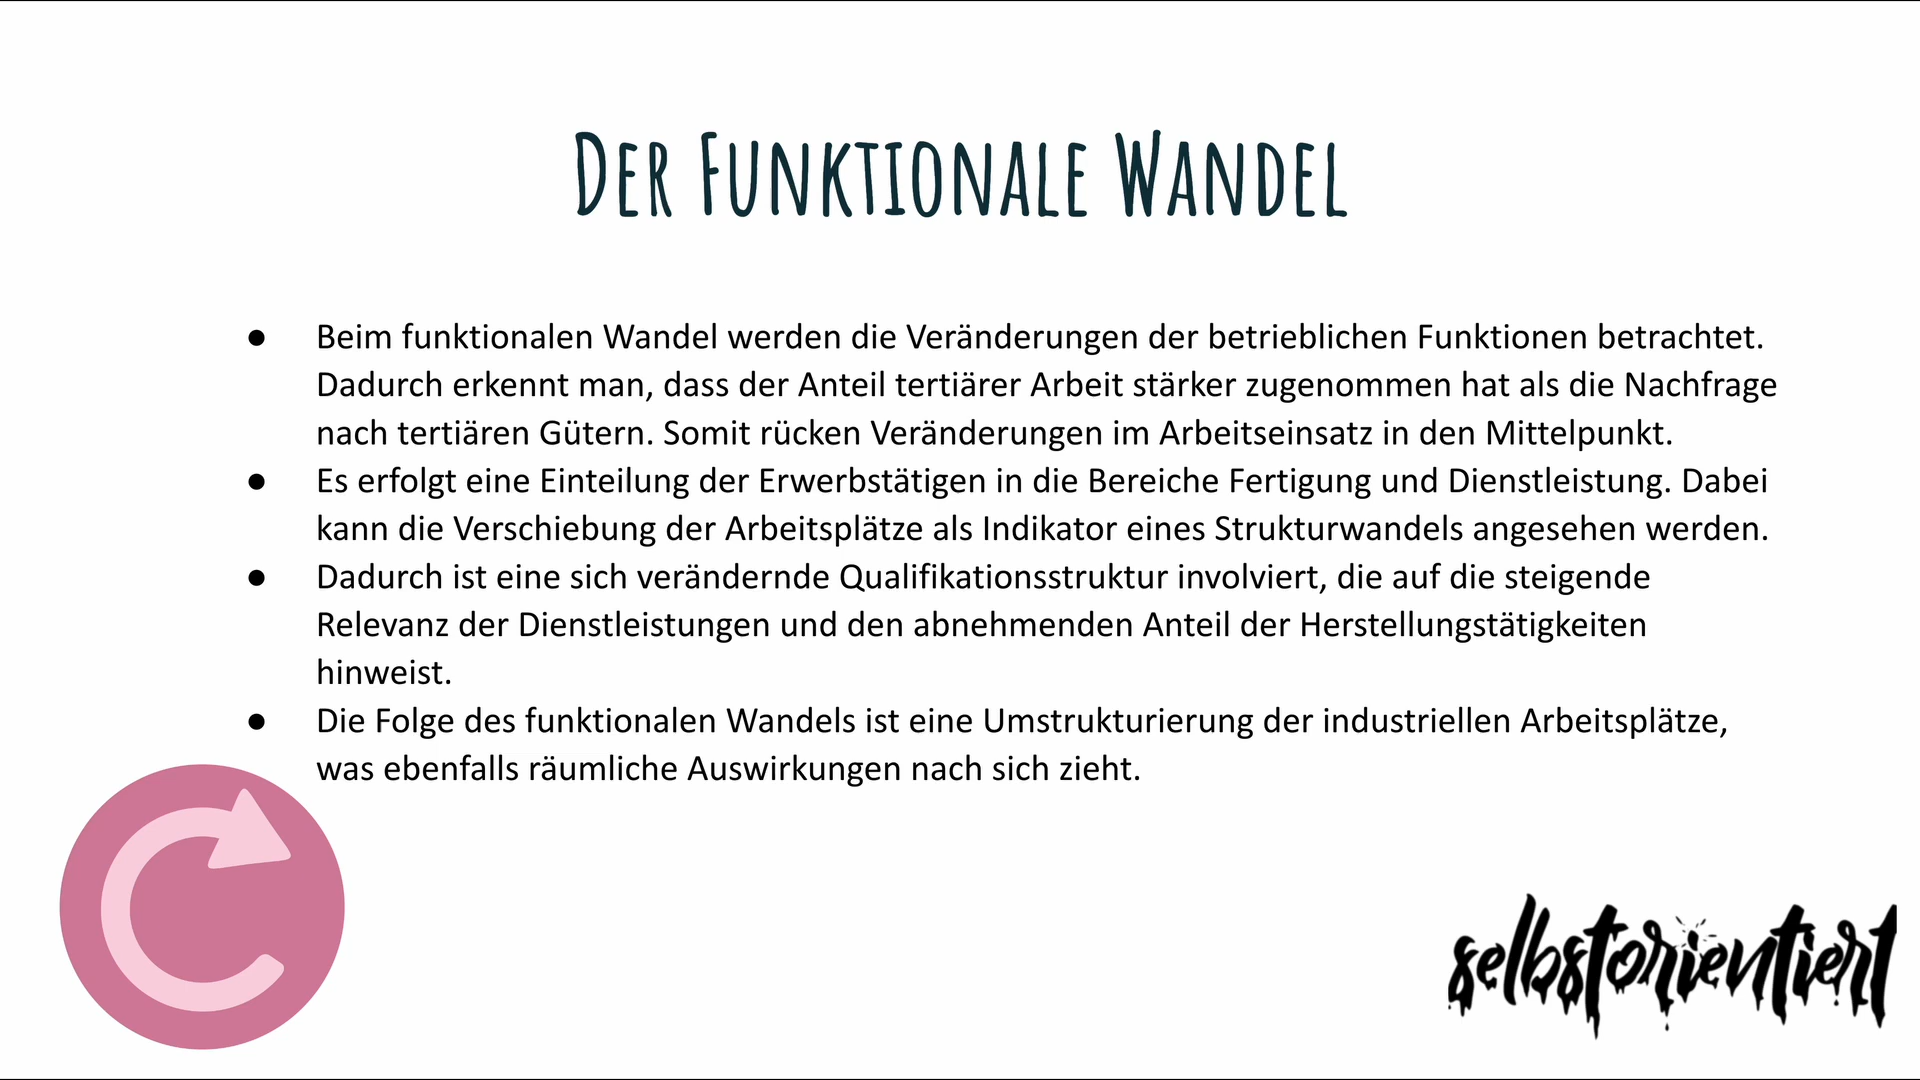 Der Funktionale Wandel
● Beim funktionalen Wandel werden die Veränderungen der betrieblichen Funktionen betrachtet.
Dadurch erkennt man, dass der Anteil tertiärer Arbeit stärker zugenommen hat als die Nachfrage
nach tertiären Gütern. Somit rücken Veränderungen im Arbeitseinsatz in den Mittelpunkt.
● Es erfolgt eine Einteilung der Erwerbstätigen in die Bereiche Fertigung und Dienstleistung. Dabei
kann die Verschiebung der Arbeitsplätze als Indikator eines Strukturwandels angesehen werden.
● Dadurch ist eine sich verändernde Qualifikationsstruktur involviert, die auf die steigende
Relevanz der Dienstleistungen und den abnehmenden Anteil der Herstellungstätigkeiten
hinweist.
● Die Folge des funktionalen Wandels ist eine Umstrukturierung der industriellen Arbeitsplätze,
was ebenfalls räumliche Auswirkungen nach sich zieht.
selbstorientiert